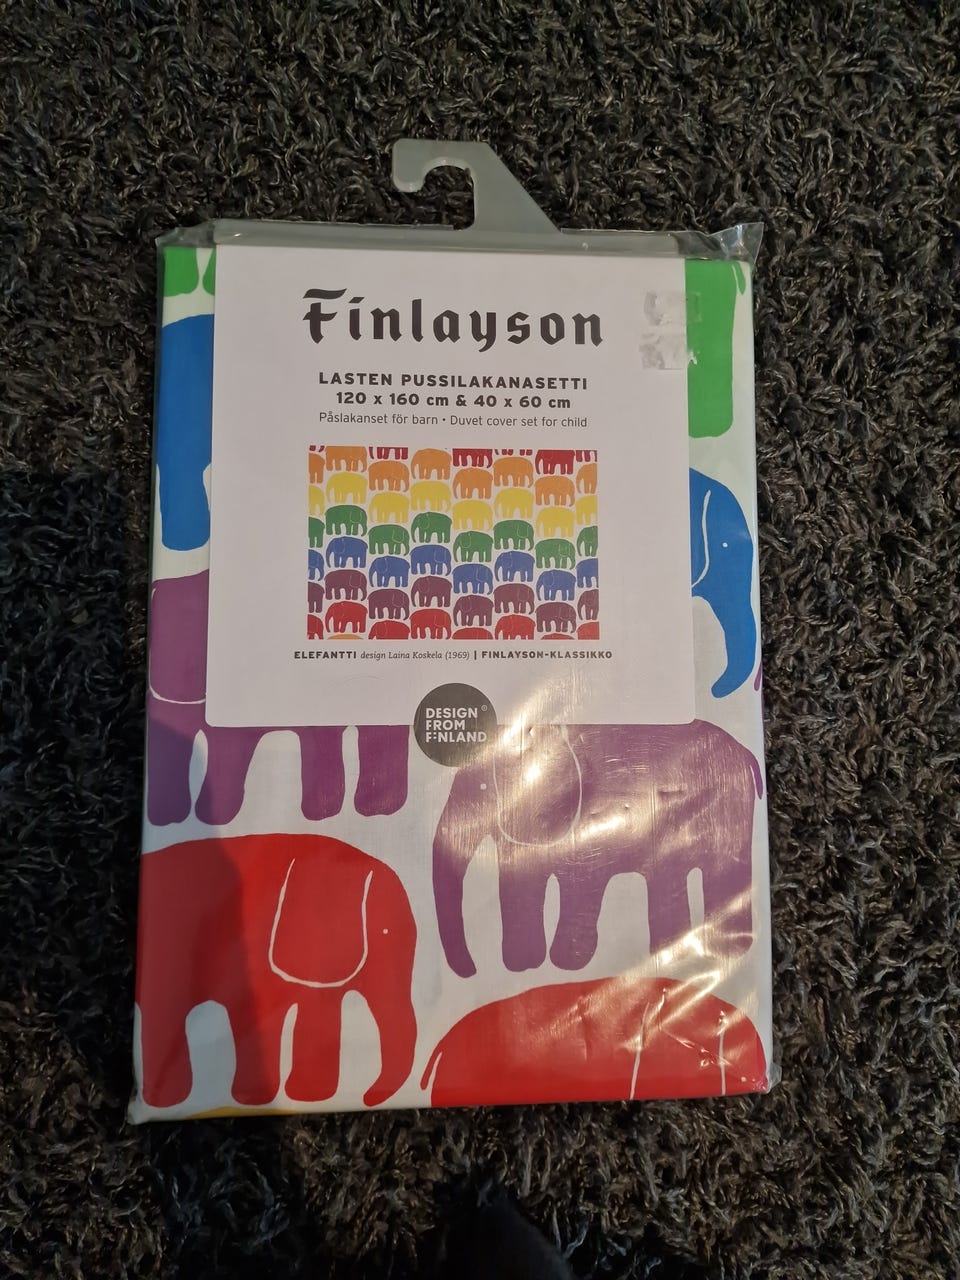 Finlayson
LASTEN PUSSILAKANASETTI
120 x 160 cm & 40 x 60 cm
Påslakanset för barn • Duvet cover set for child
ELEFANTTI design Laina Koskela (1969) | FINLAYSON-KLASSIKKO
DESIGN ®
FROM
FINLAND